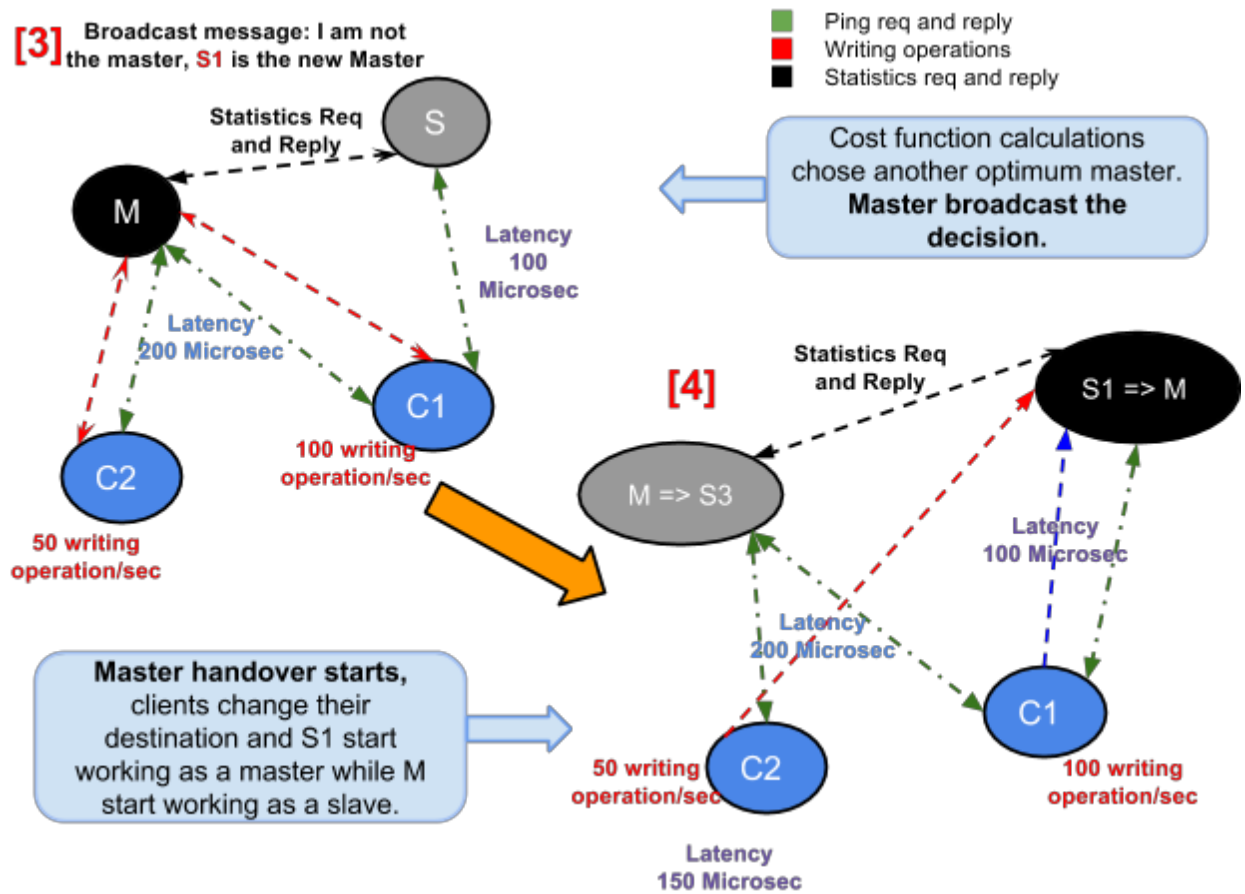 [3] Broadcast message: I am not
the master, S1 is the new Master
Ping req and reply
Writing operations
Statistics req and reply
S
Statistics Req
and Reply
M
Latency
100
Microsec
Latency
200 Microsec
C1
100 writing
operation/sec
C2
50 writing
operation/sec
Cost function calculations
chose another optimum master.
Master broadcast the
decision.
[4]
Statistics Req
and Reply
S1 => M
M => S3
Latency
100 Microsec
Latency
200 Microsec
C1
100 writing
operation/sec
50 writing
operation/sec
C2
Latency
150 Microsec
Master handover starts,
clients change their
destination and S1 start
working as a master while M
start working as a slave.